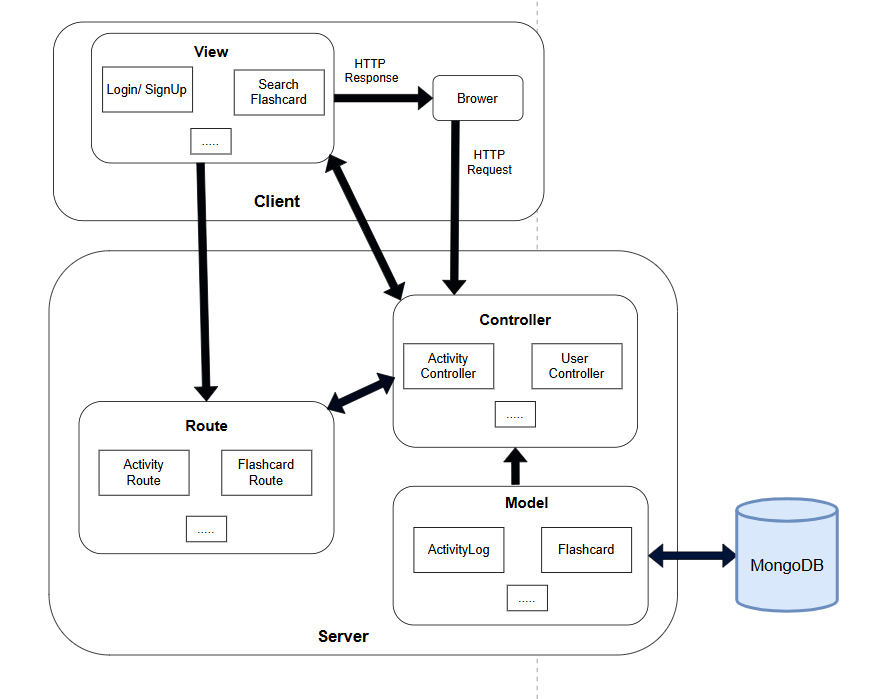 View
Login/ SignUp
Search
Flashcard
.....
HTTP
Response
Brower
HTTP
Request
Client
Controller
Activity
Controller
User
Controller
.....
Route
Activity
Route
Flashcard
Route
.....
Model
ActivityLog
Flashcard
.....
MongoDB
Server